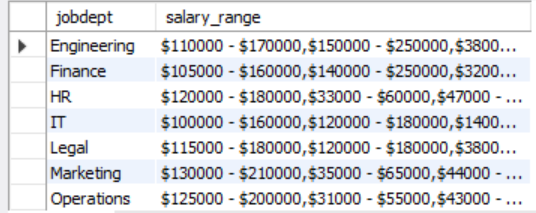 jobdept salary_range
Engineering $110000 - $170000,$150000 - $250000,$3800...
Finance $105000 - $160000,$140000 - $250000,$3200...
HR $120000 - $180000,$33000 - $60000,$47000 - ...
IT $100000 - $160000,$120000 - $180000,$1400...
Legal $115000 - $180000,$120000 - $180000,$3800...
Marketing $130000 - $210000,$35000 - $65000,$44000 - ...
Operations $125000 - $200000,$31000 - $55000,$43000 - ...